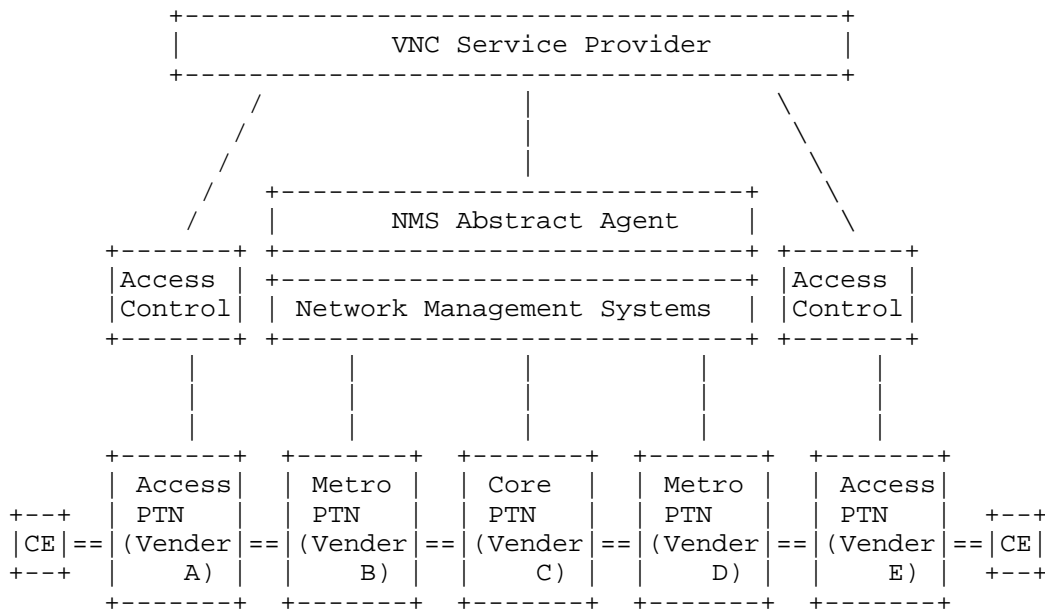 VNC Service Provider
NMS Abstract Agent
Access Access
Control Network Management Systems Control
Access Metro Core Metro Access
PTN PTN PTN PTN PTN
CE (Vender (Vender (Vender (Vender (Vender CE
A) B) C) D) E)